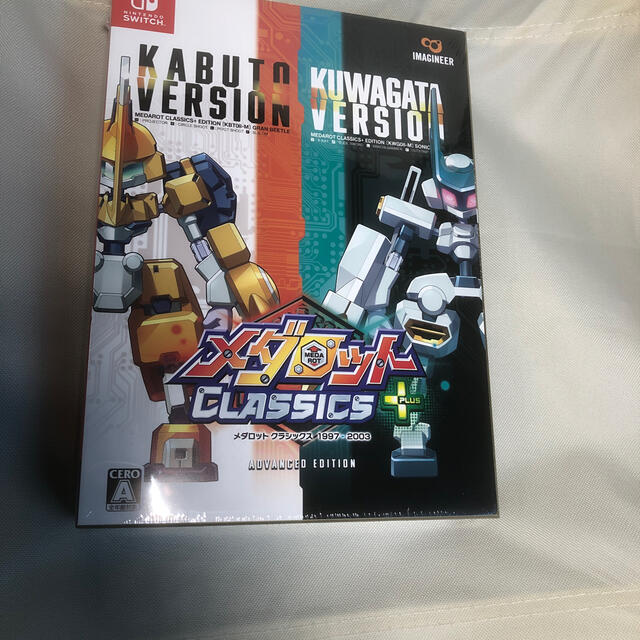 NINTENDO
SWITCH
IMAGINEER
KABUTO
VERSION
MEDAROT CLASSICS+ EDITION [KBT08-M] GRAN BEETLE
KUWAGATA
VERSION
MEDAROT CLASSICS+ EDITION [KWG08-M] SONIC
メダロット
MEDA
ROT
CLASSICS
PLUS
メダロット クラシックス 1997 - 2003
ADVANCED EDITION
CERO
A